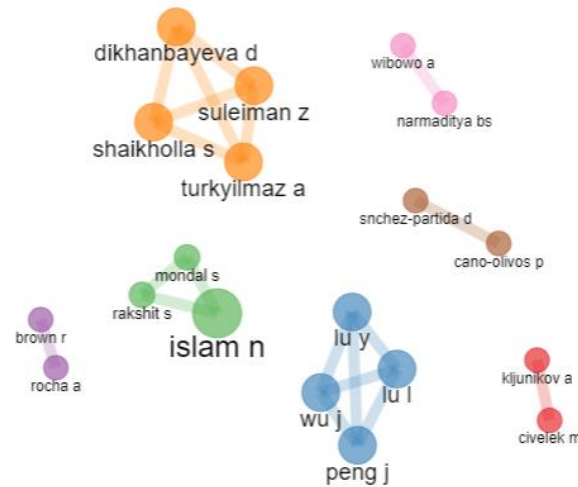 dikhanbayeva d
suleiman z
shaikholla s
turkyilmaz a
wibowo a
narmaditya bs
snchez-partida d
cano-olivos p
mondal s
rakshit s
islam n
brown r
rocha a
lu y
lu l
wu j
peng j
kljunikov a
civelek m